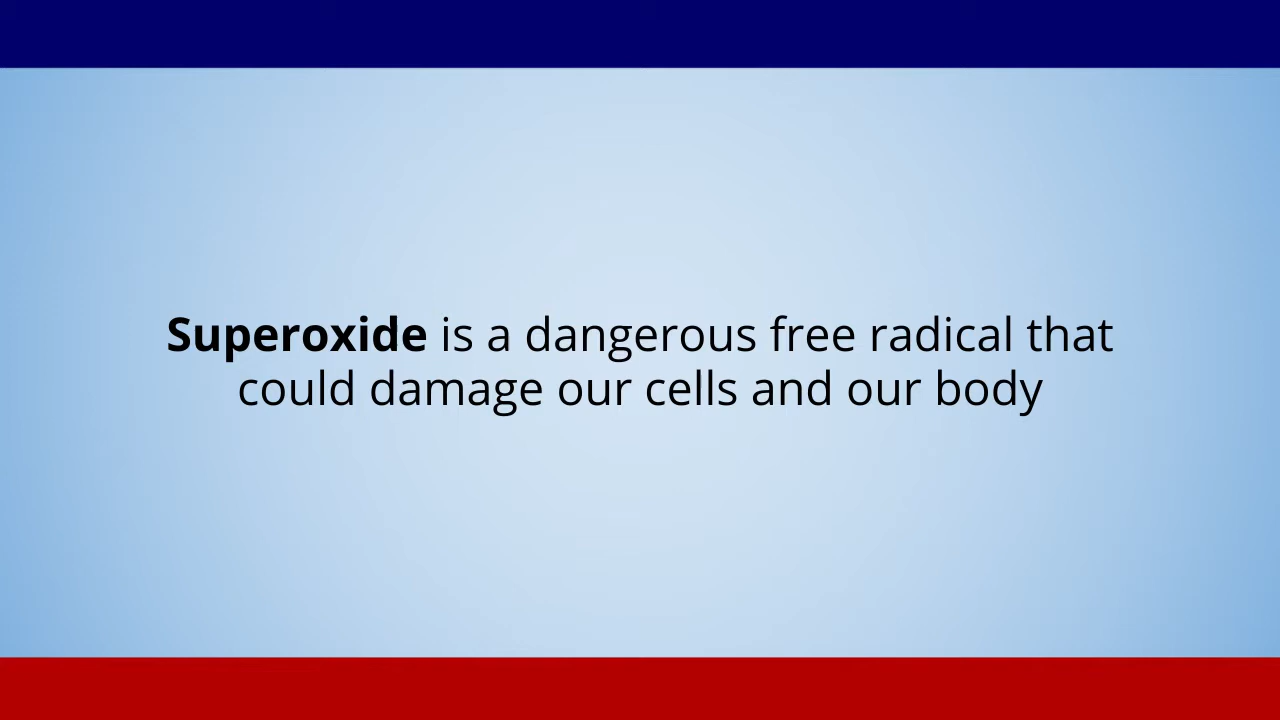 Superoxide is a dangerous free radical that
could damage our cells and our body